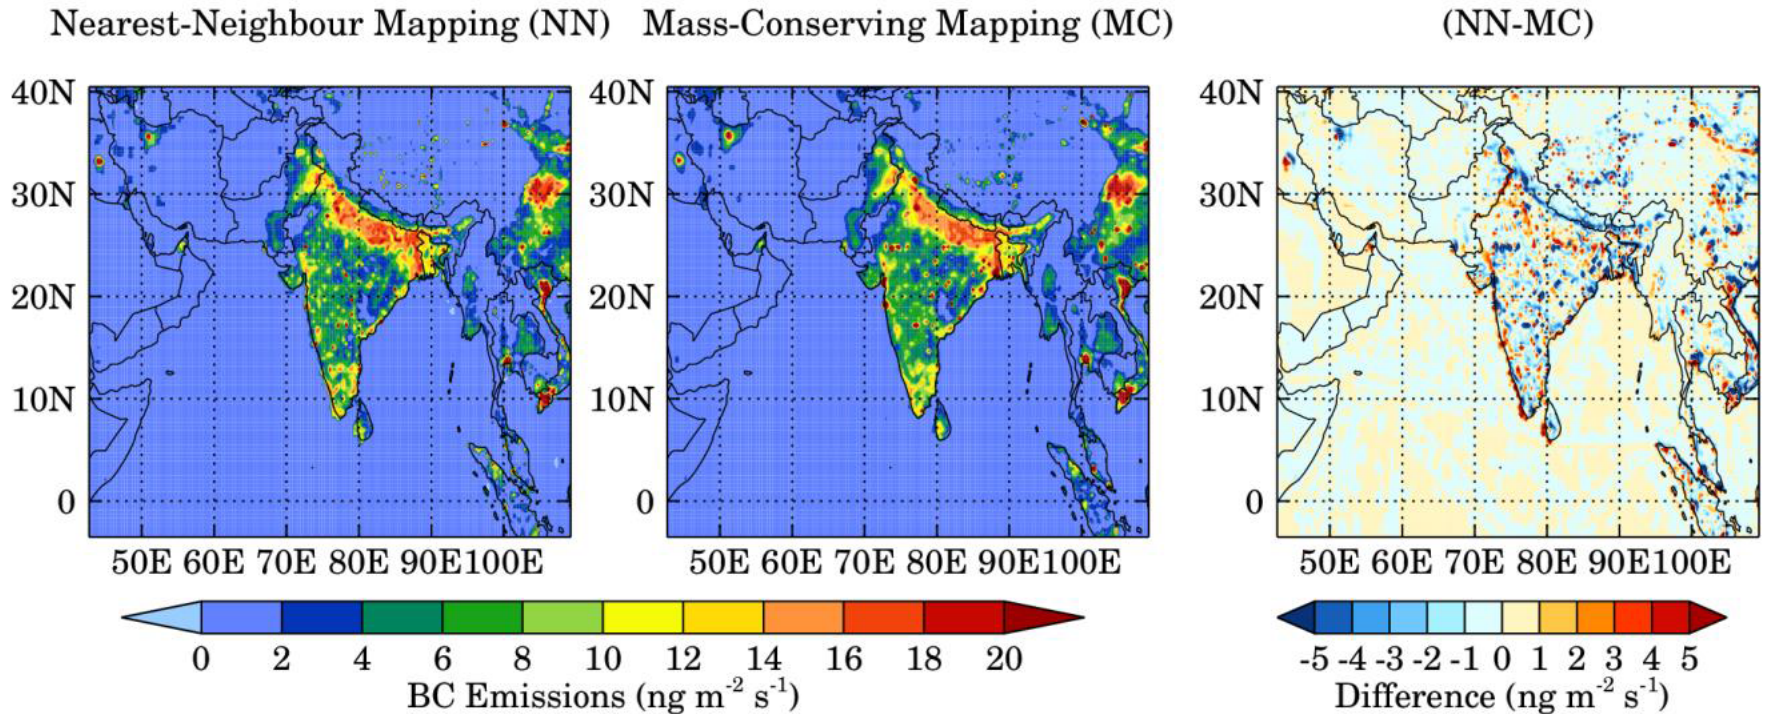 Nearest-Neighbour Mapping (NN) Mass-Conserving Mapping (MC) (NN-MC)
40N 40N 40N
30N 30N 30N
20N 20N 20N
10N 10N 10N
0 0 0
50E 60E 70E 80E 90E100E 50E 60E 70E 80E 90E100E 50E 60E 70E 80E 90E100E
0 2 4 6 8 10 12 14 16 18 20 -5 -4 -3 -2 -1 0 1 2 3 4 5
BC Emissions (ng m⁻² s⁻¹) Difference (ng m⁻² s⁻¹)